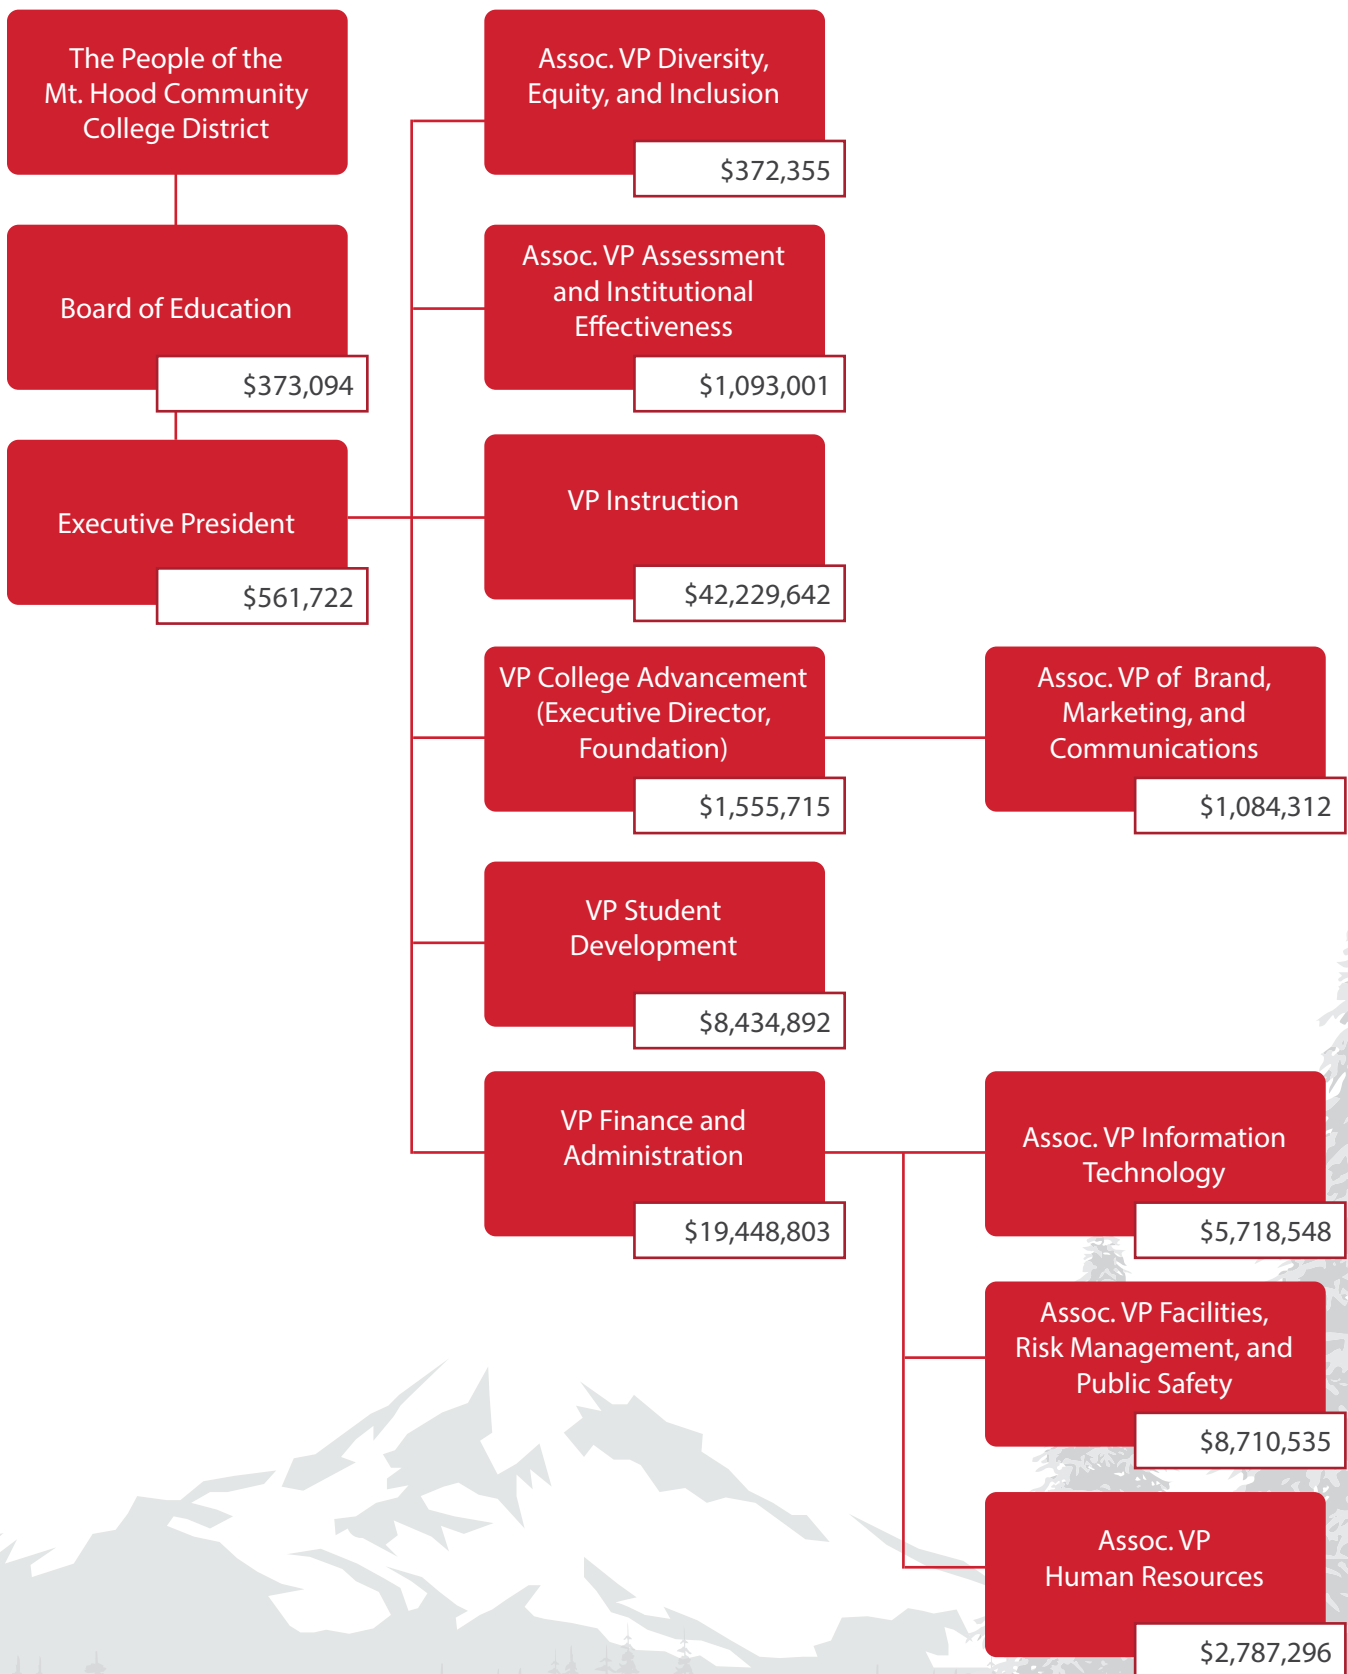 The People of the
Mt. Hood Community
College District
Board of Education
$373,094
Executive President
$561,722
Assoc. VP Diversity,
Equity, and Inclusion
$372,355
Assoc. VP Assessment
and Institutional
Effectiveness
$1,093,001
VP Instruction
$42,229,642
VP College Advancement
(Executive Director,
Foundation)
$1,555,715
Assoc. VP of Brand,
Marketing, and
Communications
$1,084,312
VP Student
Development
$8,434,892
VP Finance and
Administration
$19,448,803
Assoc. VP Information
Technology
$5,718,548
Assoc. VP Facilities,
Risk Management, and
Public Safety
$8,710,535
Assoc. VP
Human Resources
$2,787,296